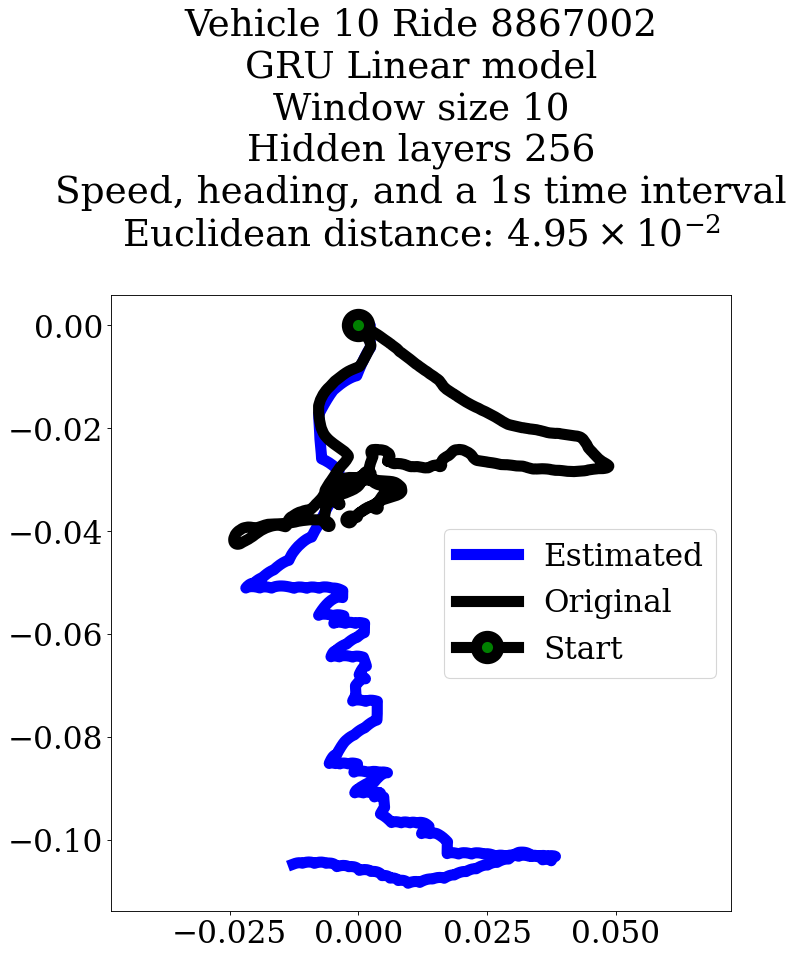 Vehicle 10 Ride 8867002
GRU Linear model
Window size 10
Hidden layers 256
Speed, heading, and a 1s time interval
Euclidean distance: 4.95 × 10⁻²
0.00
−0.02
−0.04
−0.06
−0.08
−0.10
Estimated
Original
Start
−0.025 0.000 0.025 0.050